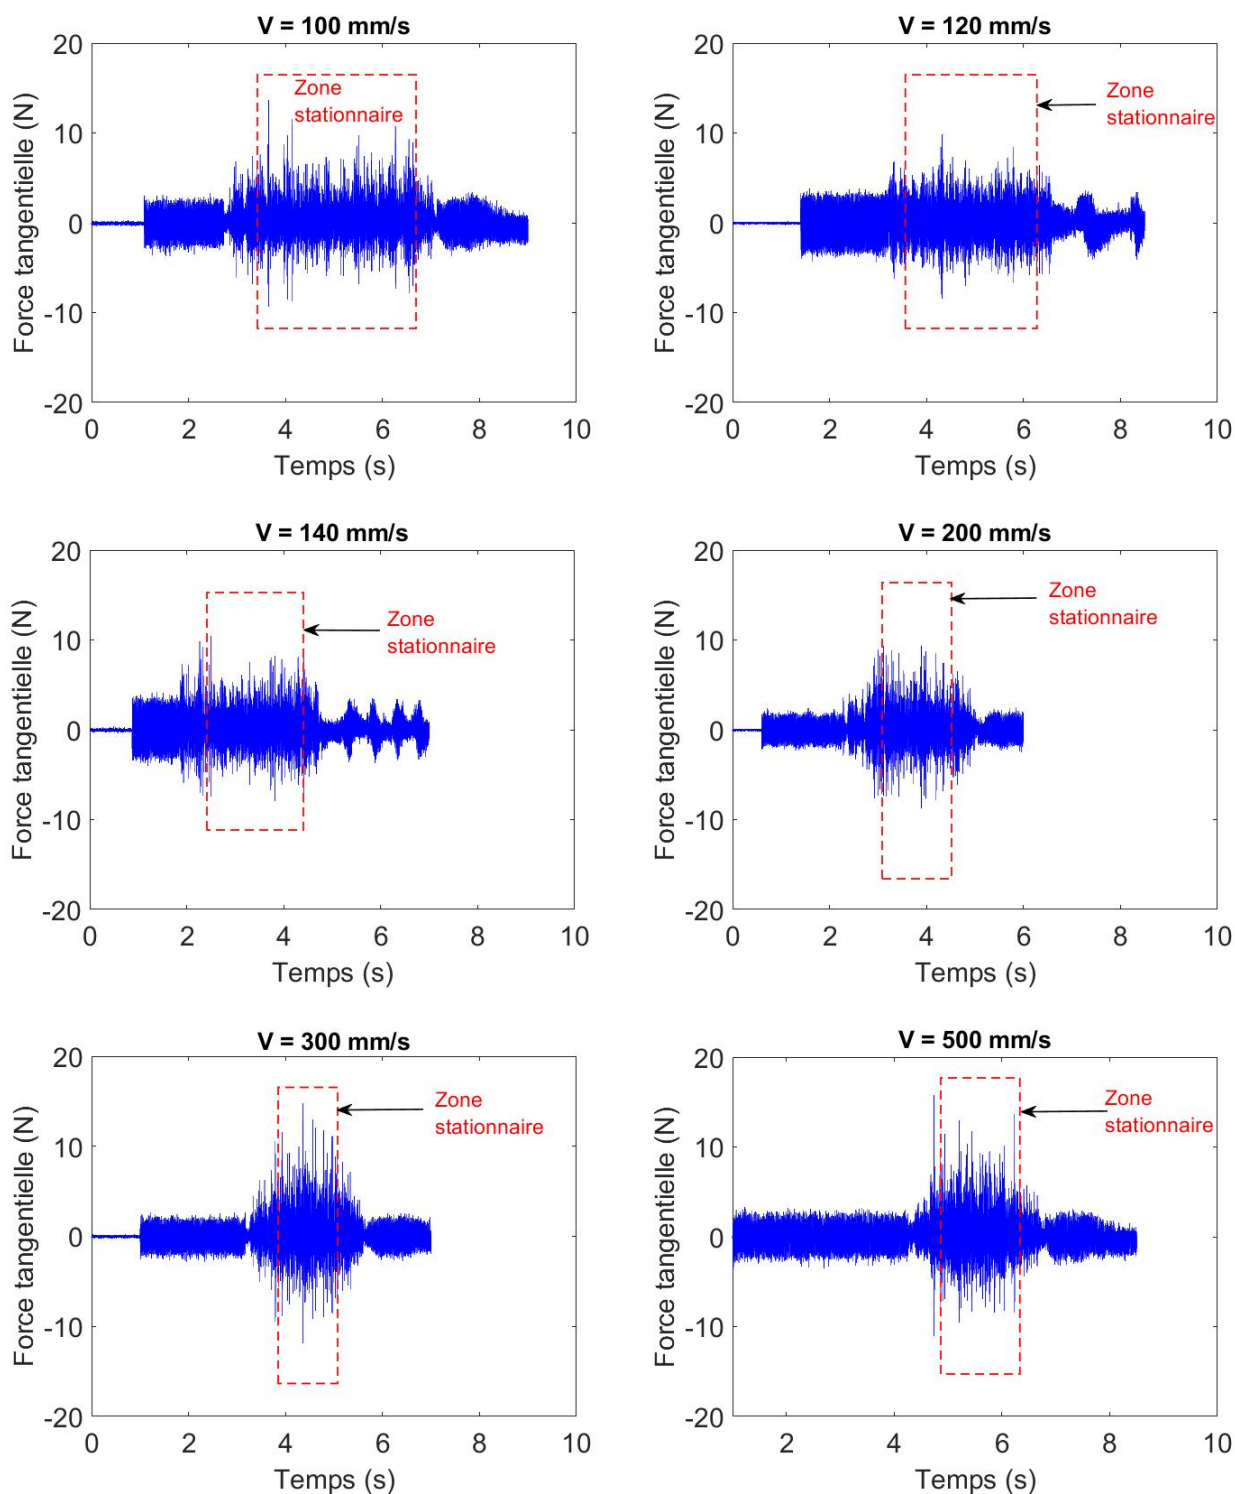 V = 100 mm/s
20
10
0
-10
-20
Force tangentielle (N)
Zone
stationnaire
0 2 4 6 8 10
Temps (s)
V = 120 mm/s
20
10
0
-10
-20
Force tangentielle (N)
Zone
stationnaire
0 2 4 6 8 10
Temps (s)
V = 140 mm/s
20
10
0
-10
-20
Force tangentielle (N)
Zone
stationnaire
0 2 4 6 8 10
Temps (s)
V = 200 mm/s
20
10
0
-10
-20
Force tangentielle (N)
Zone
stationnaire
0 2 4 6 8 10
Temps (s)
V = 300 mm/s
20
10
0
-10
-20
Force tangentielle (N)
Zone
stationnaire
0 2 4 6 8 10
Temps (s)
V = 500 mm/s
20
10
0
-10
-20
Force tangentielle (N)
Zone
stationnaire
2 4 6 8 10
Temps (s)